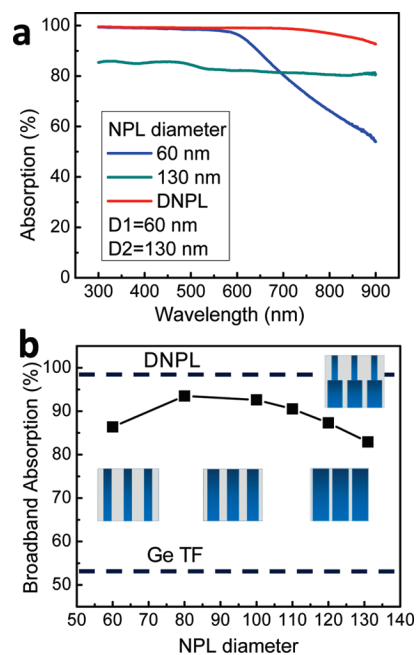 a
100
80
60
40
20
0
Absorption (%)
NPL diameter
60 nm
130 nm
DNPL
D1=60 nm
D2=130 nm
300 400 500 600 700 800 900
Wavelength (nm)
b
100
90
80
70
60
50
Broadband Absorption (%)
DNPL
Ge TF
50 60 70 80 90 100 110 120 130 140
NPL diameter